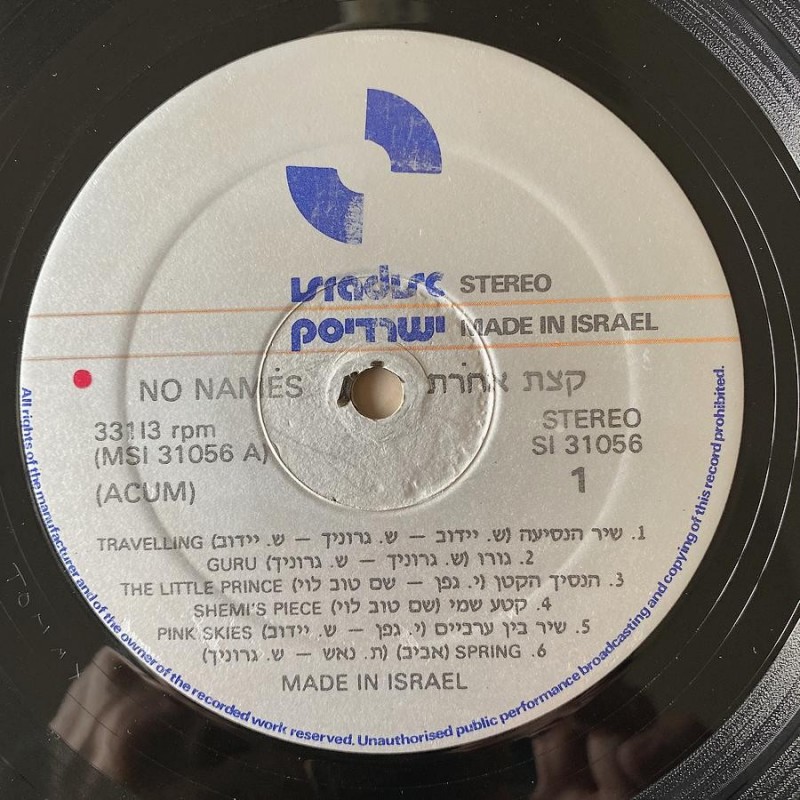 isradisc STEREO
ישרדיסק MADE IN ISRAEL
NO NAMES קצת אחרת
33 1/3 rpm STEREO
(MSI 31056 A) SI 31056
(ACUM) 1
1. שיר הנסיעה (ש. יידוב – ש. גרוניך – ש. יידוב) TRAVELLING
2. גורו (ש. גרוניך – ש. גרוניך) GURU
3. הנסיך הקטן (י. גפן – שם טוב לוי) THE LITTLE PRINCE
4. קטע שמי (שם טוב לוי) SHEMI'S PIECE
5. שיר בין ערביים (י. גפן – ש. יידוב) PINK SKIES
6. SPRING (אביב) (ת. נאש – ש. גרוניך)
MADE IN ISRAEL
All rights of the manufacturer and of the owner of the recorded work reserved. Unauthorised public performance broadcasting and copying of this record prohibited.
TOMMY